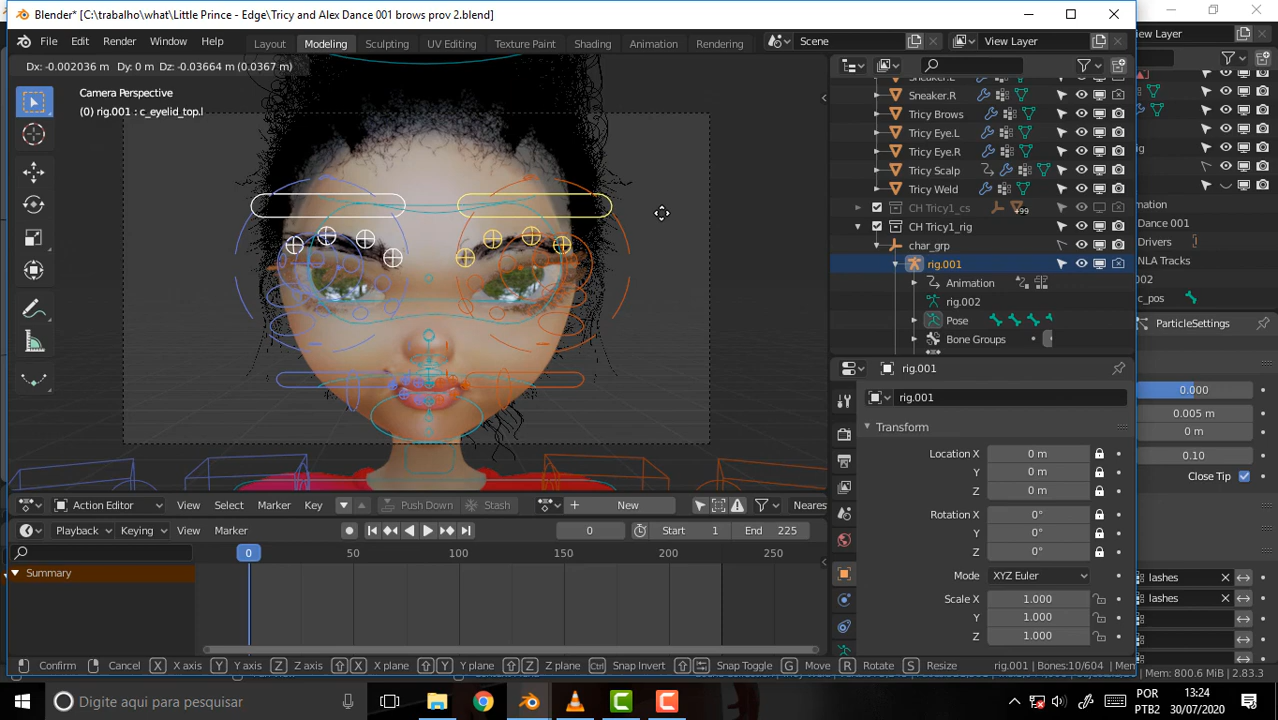 Blender* [C:\trabalho\what\Little Prince - Edge\Tricy and Alex Dance 001 brows prov 2.blend]
File Edit Render Window Help Layout Modeling Sculpting UV Editing Texture Paint Shading Animation Rendering Scene View Layer
Dx: -0.002036 m Dy: 0 m Dz: -0.03664 m (0.0367 m)
Camera Perspective
(0) rig.001 : c_eyelid_top.l
Sneaker.L
Sneaker.R
Tricy Brows
Tricy Eye.L
Tricy Eye.R
Tricy Scalp
Tricy Weld
CH Tricy1_cs +99
CH Tricy1_rig
char_grp
rig.001
Animation
rig.002
Pose
Bone Groups
rig.001
rig.001
Transform
Location X 0 m
Y 0 m
Z 0 m
Rotation X 0°
Y 0°
Z 0°
Mode XYZ Euler
Scale X 1.000
Y 1.000
Z 1.000
Action Editor View Select Marker Key Push Down Stash New Nearest
Playback Keying View Marker 0 Start 1 End 225
0 50 100 150 200 250
Summary
Confirm Cancel X X axis Y Y axis Z Z axis X X plane Y Y plane Z Z plane Ctrl Snap Invert Snap Toggle G Move R Rotate S Resize rig.001 | Bones:10/604 | Mem
View Layer
Dance 001
Drivers
NLA Tracks
c_pos
ParticleSettings
0.000
0.005 m
0 m
0.10
Close Tip
lashes
lashes
Mem: 800.6 MiB | 2.83.3
Digite aqui para pesquisar
POR
PTB2
13:24
30/07/2020